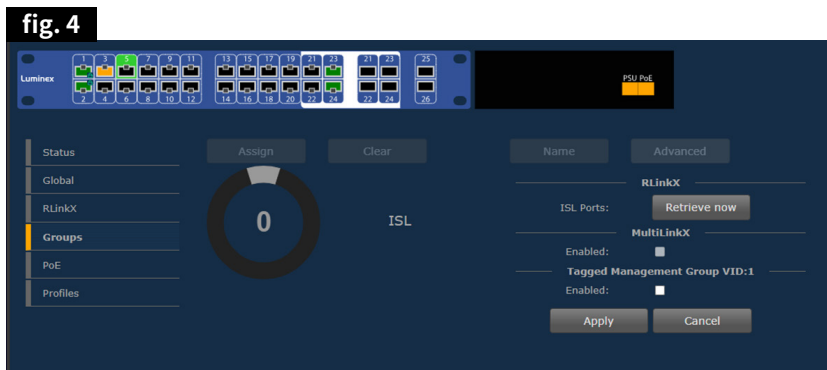 fig. 4
1 3 5 7 9 11 13 15 17 19 21 23 21 23 25
Luminex
PSU PoE
2 4 6 8 10 12 14 16 18 20 22 24 22 24 26
Status
Assign
Clear
Name
Advanced
Global
RLinkX
RLinkX
ISL Ports:
Retrieve now
0
ISL
Groups
MultiLinkX
Enabled:
PoE
Tagged Management Group VID:1
Enabled:
Profiles
Apply
Cancel